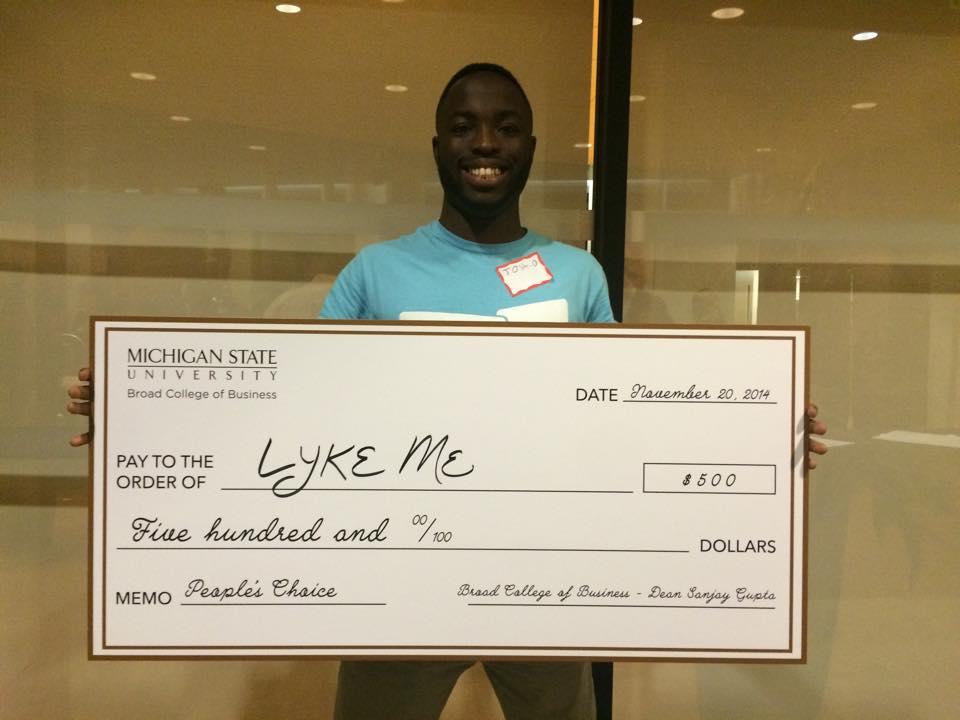 MICHIGAN STATE
UNIVERSITY
Broad College of Business
DATE November 20, 2014
PAY TO THE
ORDER OF LYKE ME
$500
Five hundred and 00/100 DOLLARS
MEMO People's Choice
Broad College of Business - Dean Sanjay Gupta